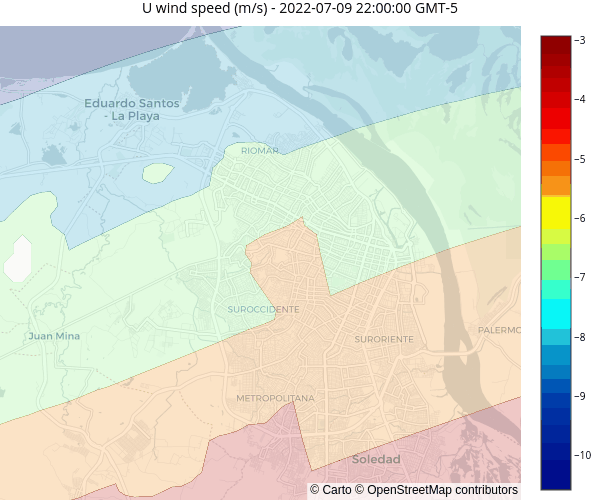 U wind speed (m/s) - 2022-07-09 22:00:00 GMT-5
Eduardo Santos
- La Playa
RIOMAR
SUROCCIDENTE
Juan Mina
SURORIENTE
PALERMO
METROPOLITANA
Soledad
© Carto © OpenStreetMap contributors
−3
−4
−5
−6
−7
−8
−9
−10